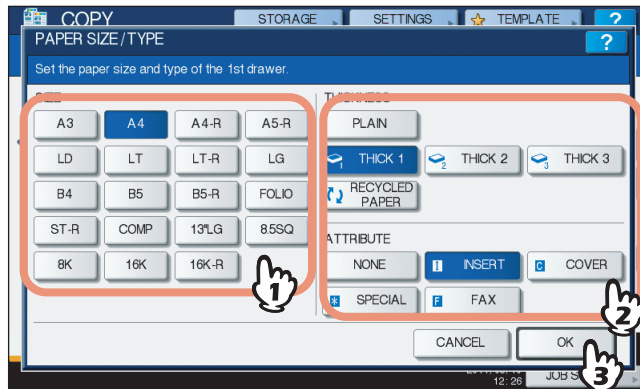 COPY
STORAGE
SETTINGS
TEMPLATE
?
PAPER SIZE/TYPE
?
Set the paper size and type of the 1st drawer.
A3 A4 A4-R A5-R
LD LT LT-R LG
B4 B5 B5-R FOLIO
ST-R COMP 13"LG 8.5SQ
8K 16K 16K-R
1
PLAIN
1 THICK 1 2 THICK 2 3 THICK 3
RECYCLED
PAPER
ATTRIBUTE
NONE I INSERT C COVER
* SPECIAL F FAX
2
CANCEL OK
3
12:26
JOB S